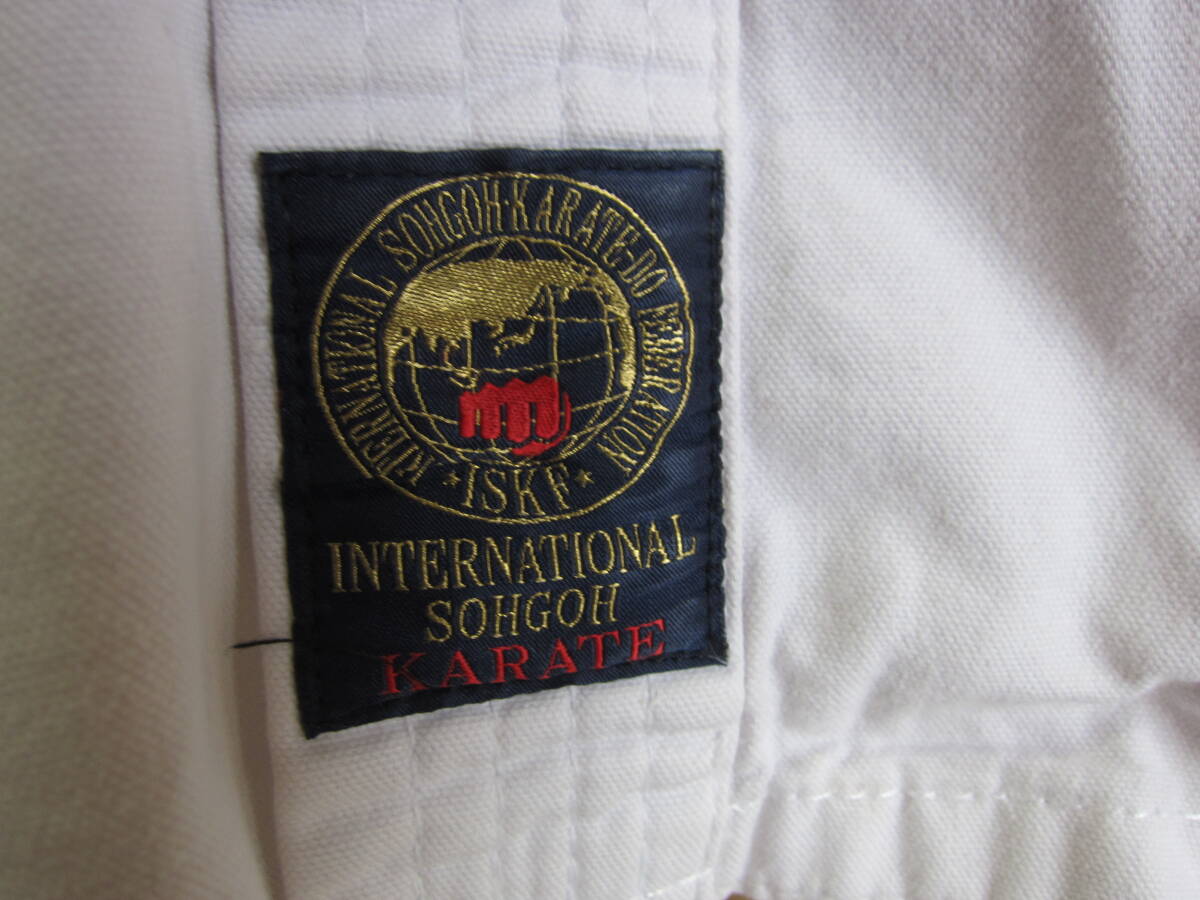 INTERNATIONAL SOHGOH·KARATE-DO FEDERATION
★ISKF★
INTERNATIONAL
SOHGOH
KARATE